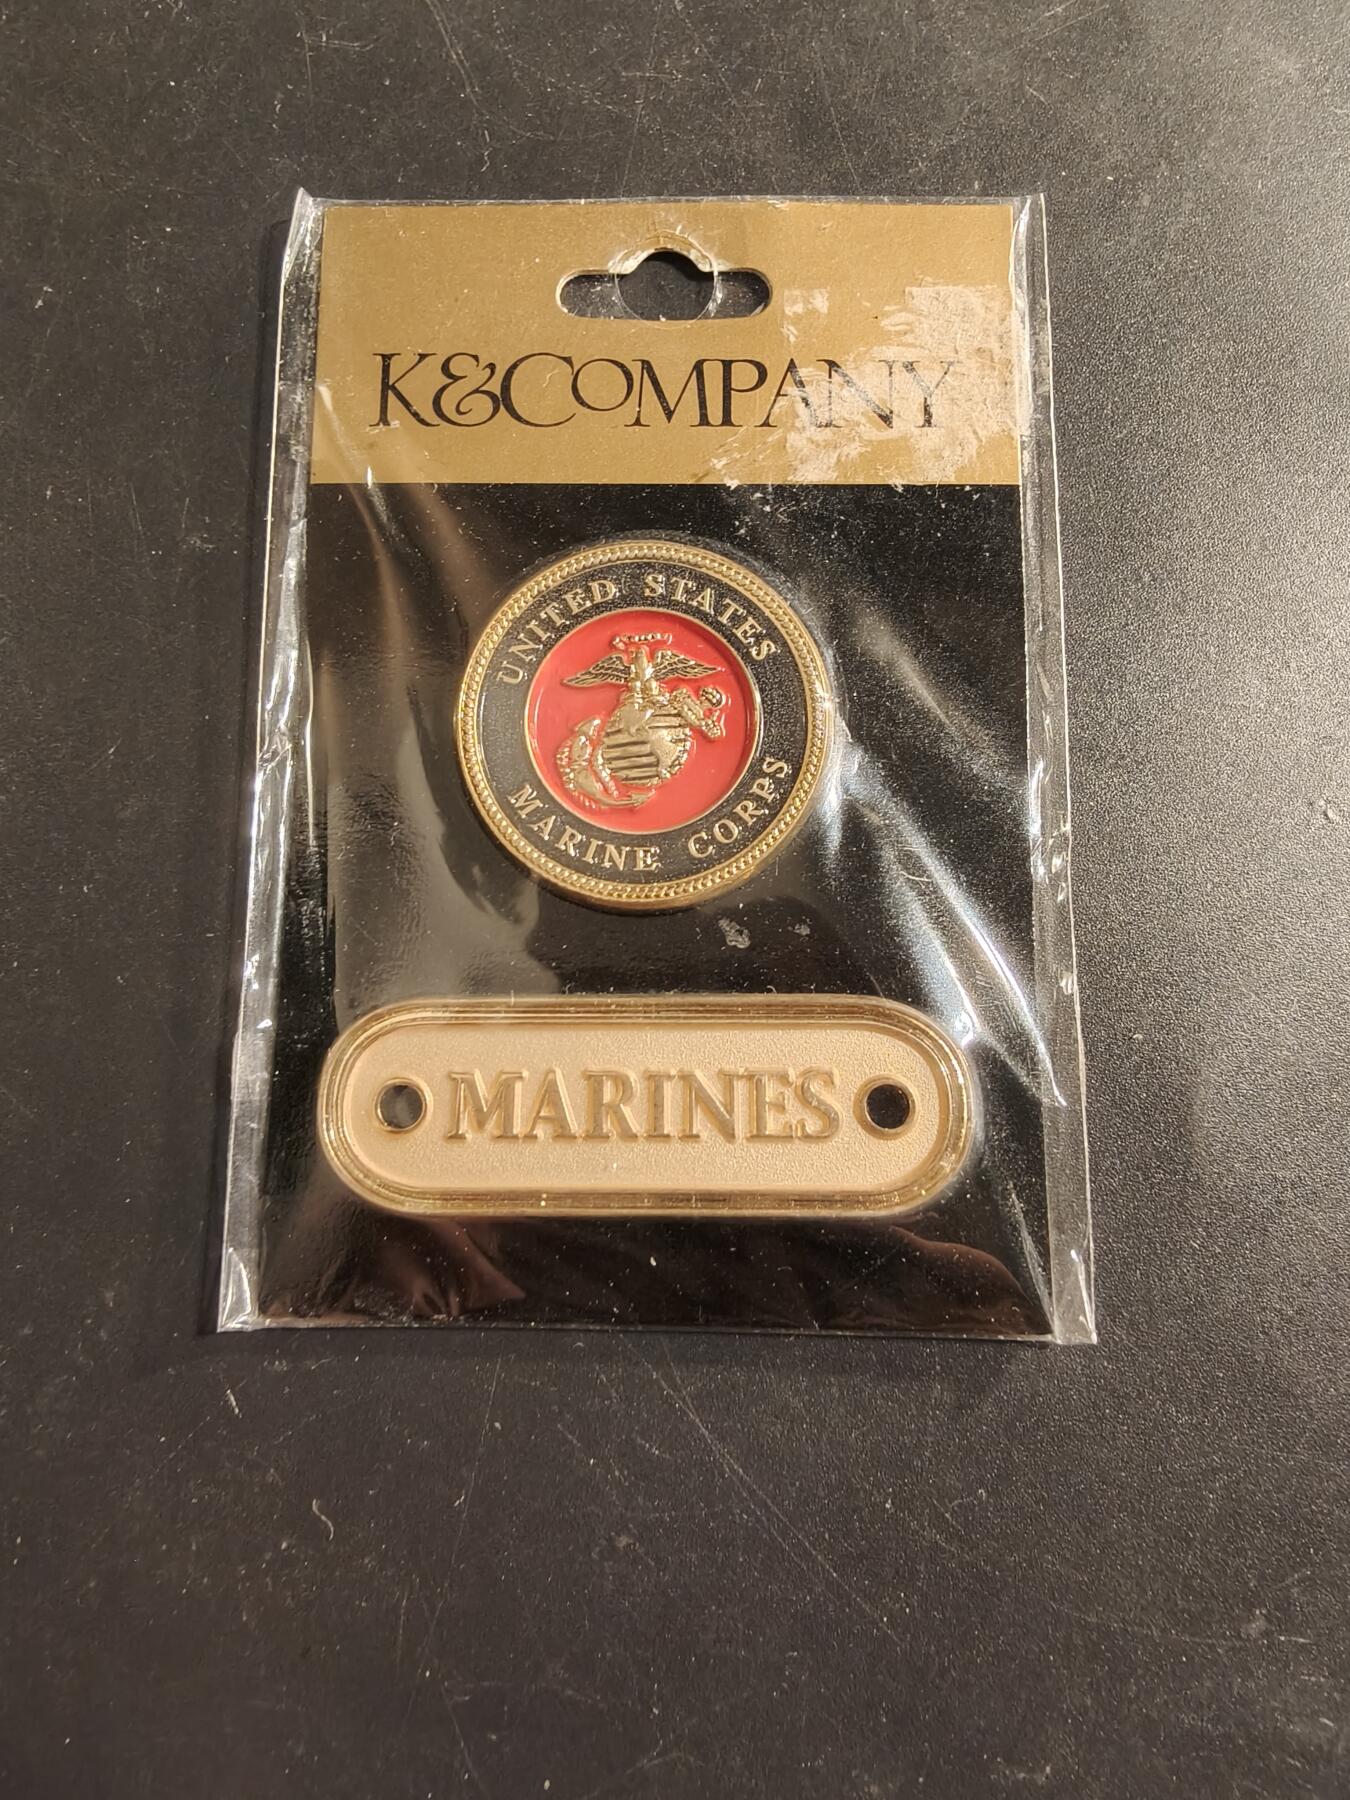 K&COMPANY
UNITED STATES
MARINE CORPS
MARINES